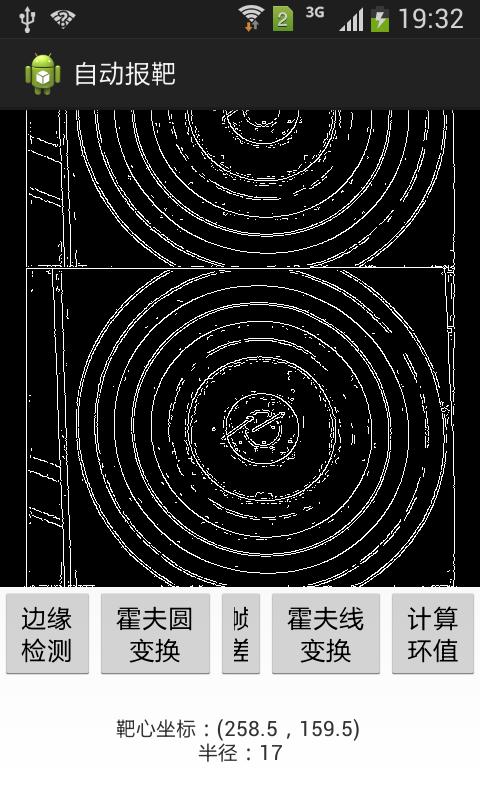 2 3G 19:32
自动报靶
边缘
检测
霍夫圆
变换
帧
差
霍夫线
变换
计算
环值
靶心坐标：(258.5，159.5)
半径：17